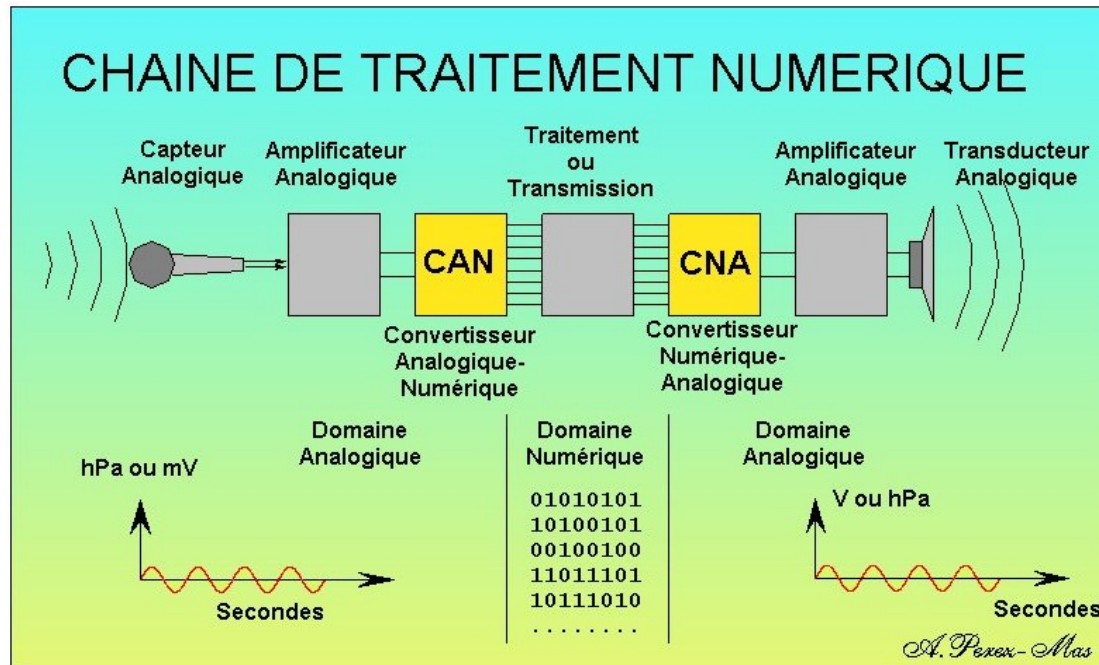 CHAINE DE TRAITEMENT NUMERIQUE
Capteur
Analogique
Amplificateur
Analogique
Traitement
ou
Transmission
Amplificateur
Analogique
Transducteur
Analogique
CAN
CNA
Convertisseur
Analogique-
Numérique
Convertisseur
Numérique-
Analogique
Domaine
Analogique
Domaine
Numérique
Domaine
Analogique
hPa ou mV
Secondes
01010101
10100101
00100100
11011101
10111010
. . . . . . . .
V ou hPa
Secondes
A. Perez-Mas